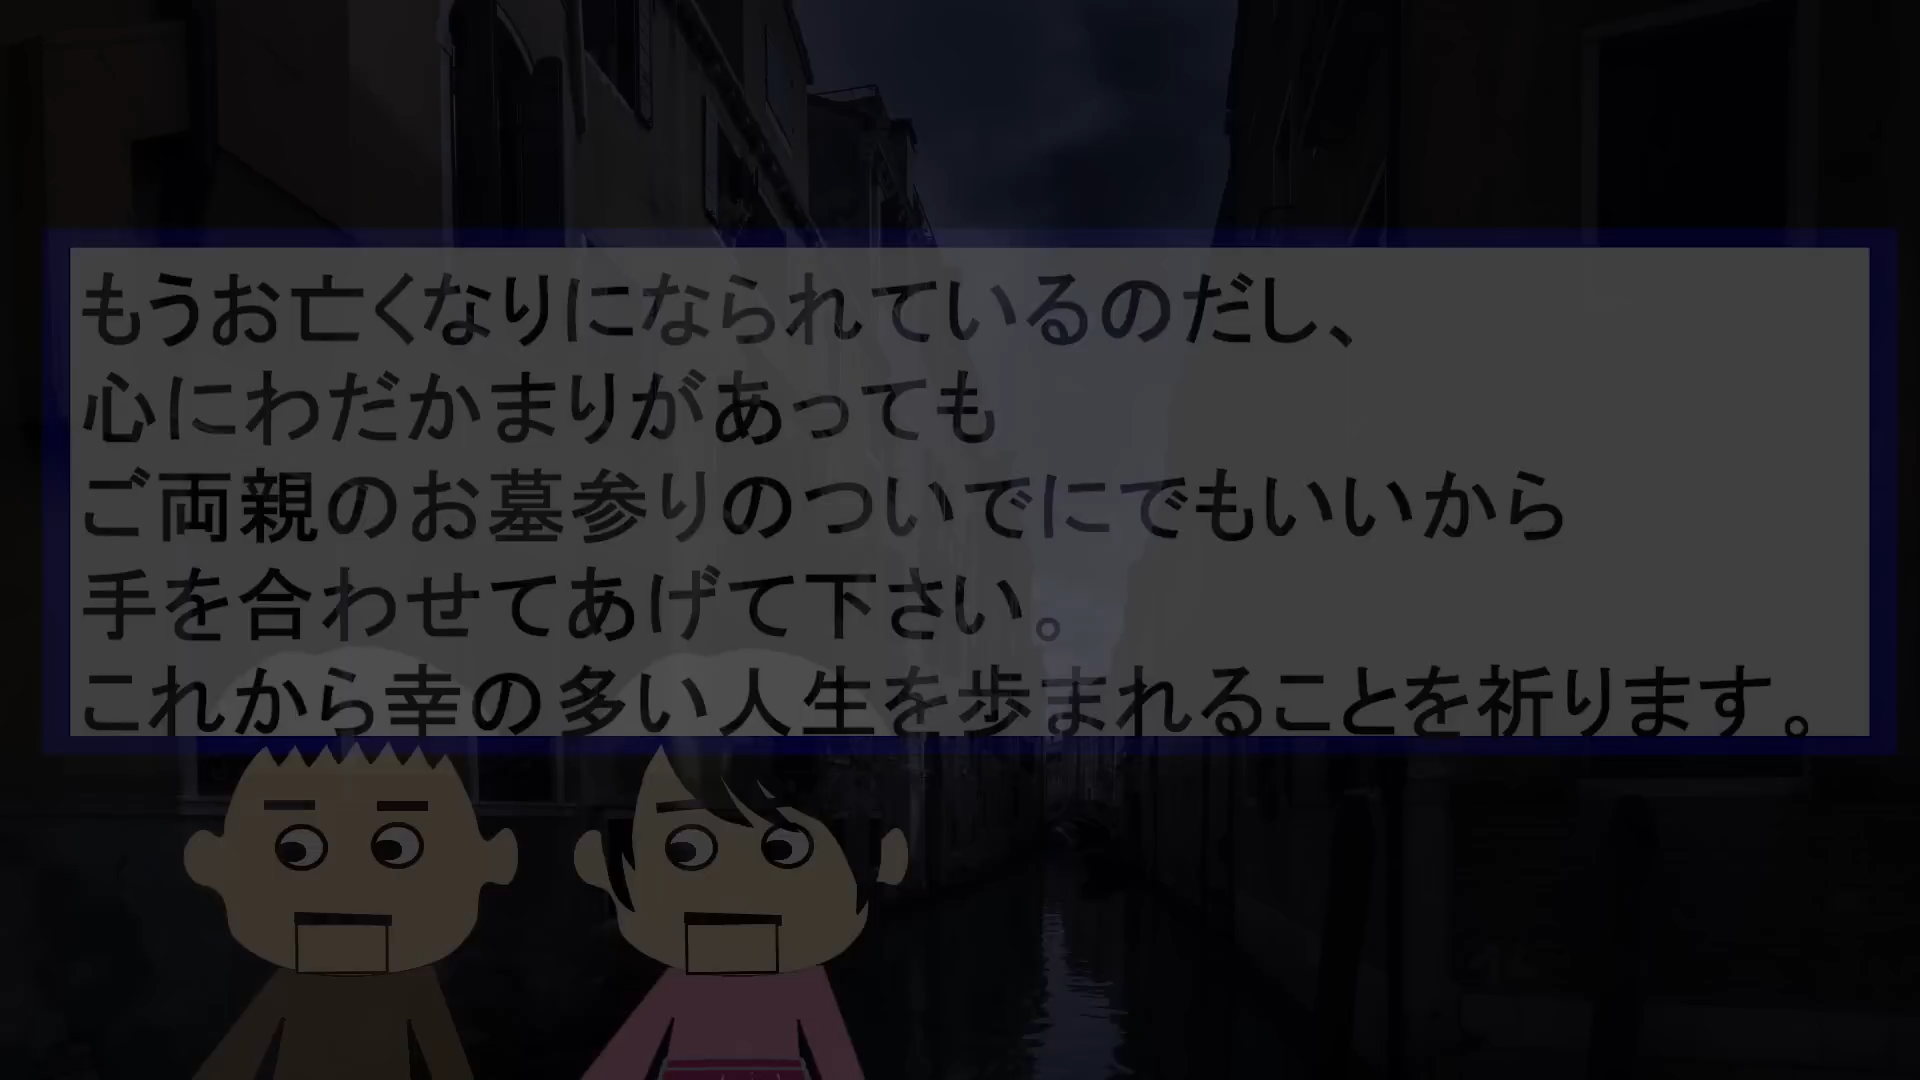 もうお亡くなりになられているのだし、
心にわだかまりがあっても
ご両親のお墓参りのついでにでもいいから
手を合わせてあげて下さい。
これから幸の多い人生を歩まれることを祈ります。